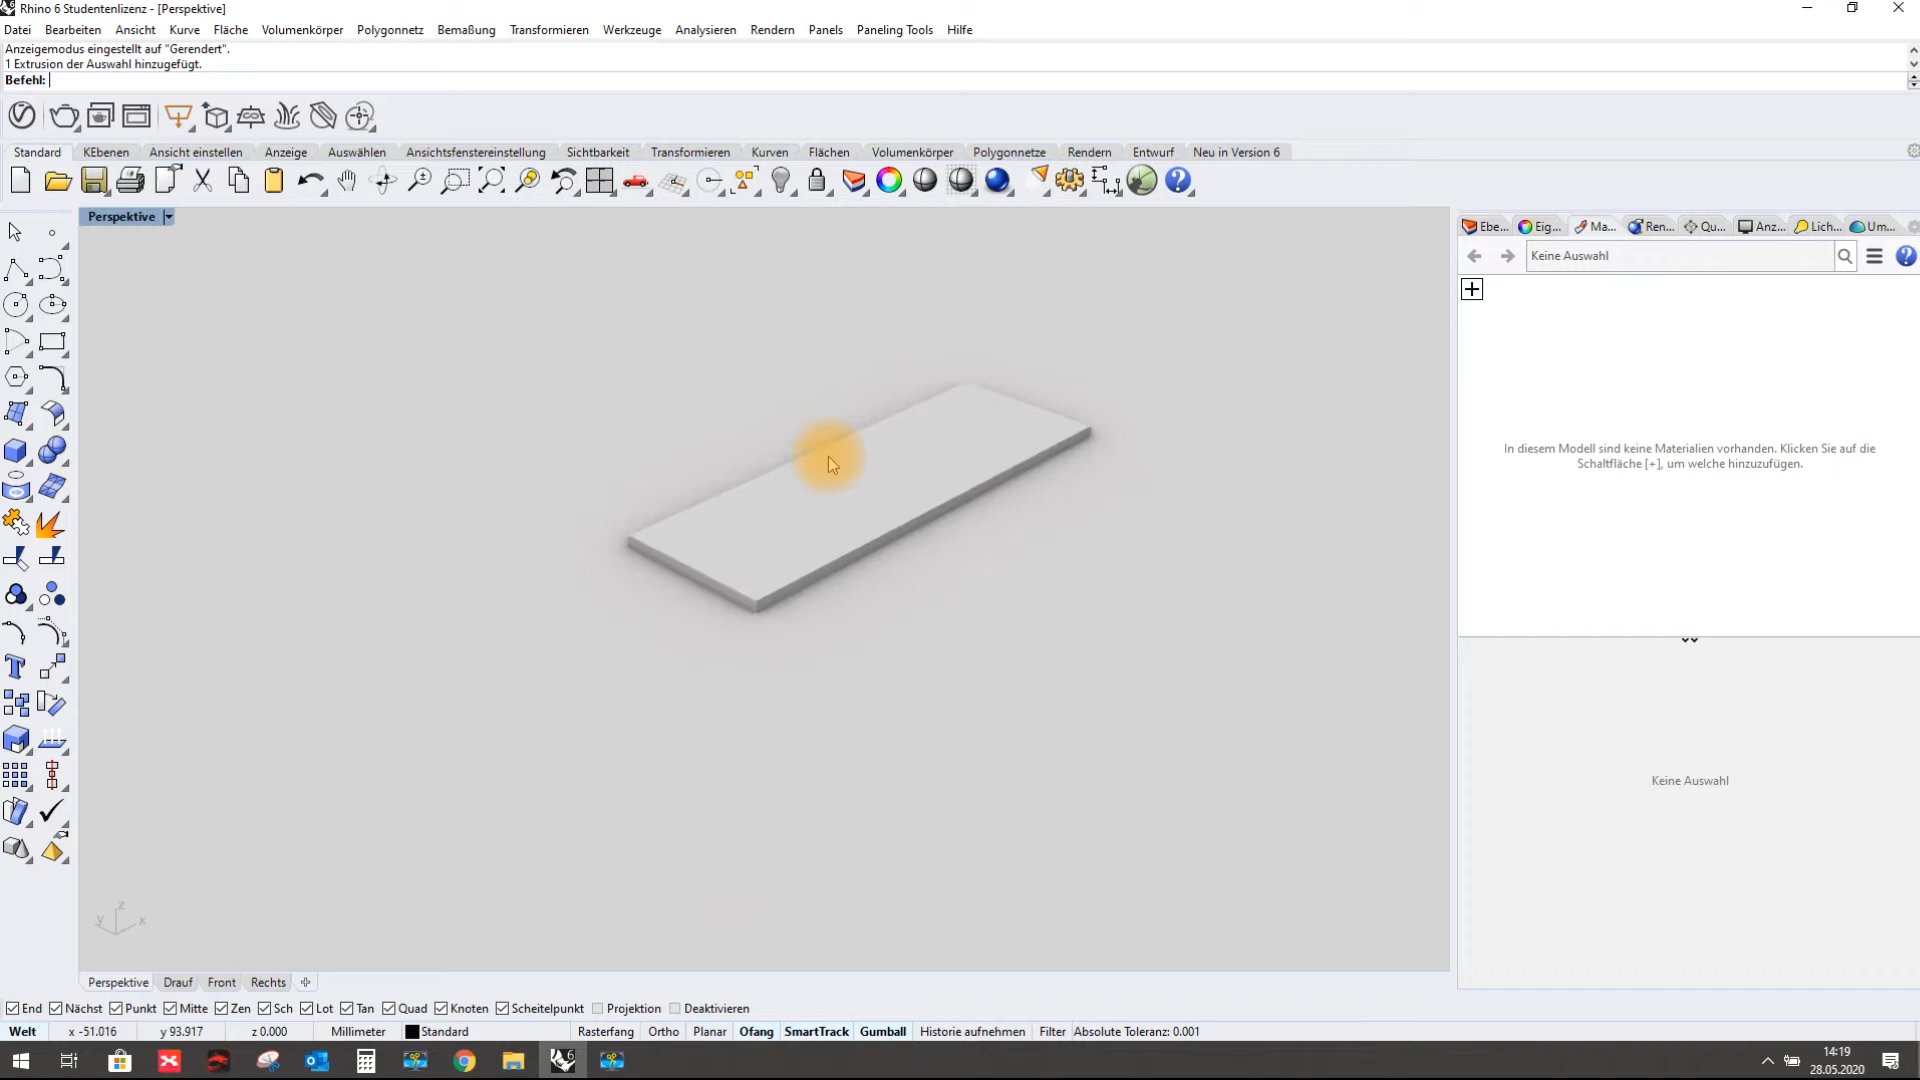 Rhino 6 Studentenlizenz - [Perspektive]
Datei Bearbeiten Ansicht Kurve Fläche Volumenkörper Polygonnetz Bemaßung Transformieren Werkzeuge Analysieren Rendern Panels Paneling Tools Hilfe
Anzeigemodus eingestellt auf "Gerendert".
1 Extrusion der Auswahl hinzugefügt.
Befehl:
Standard KEbenen Ansicht einstellen Anzeige Auswählen Ansichtsfenstereinstellung Sichtbarkeit Transformieren Kurven Flächen Volumenkörper Polygonnetze Rendern Entwurf Neu in Version 6
Perspektive
Ebe... Eig... Ma... Ren... Qu... Anz... Lich... Um...
Keine Auswahl
In diesem Modell sind keine Materialien vorhanden. Klicken Sie auf die
Schaltfläche [+], um welche hinzuzufügen.
Keine Auswahl
z
y x
Perspektive Drauf Front Rechts
End Nächst Punkt Mitte Zen Sch Lot Tan Quad Knoten Scheitelpunkt Projektion Deaktivieren
Welt x -51.016 y 93.917 z 0.000 Millimeter Standard Rasterfang Ortho Planar Ofang SmartTrack Gumball Historie aufnehmen Filter Absolute Toleranz: 0.001
14:19
28.05.2020